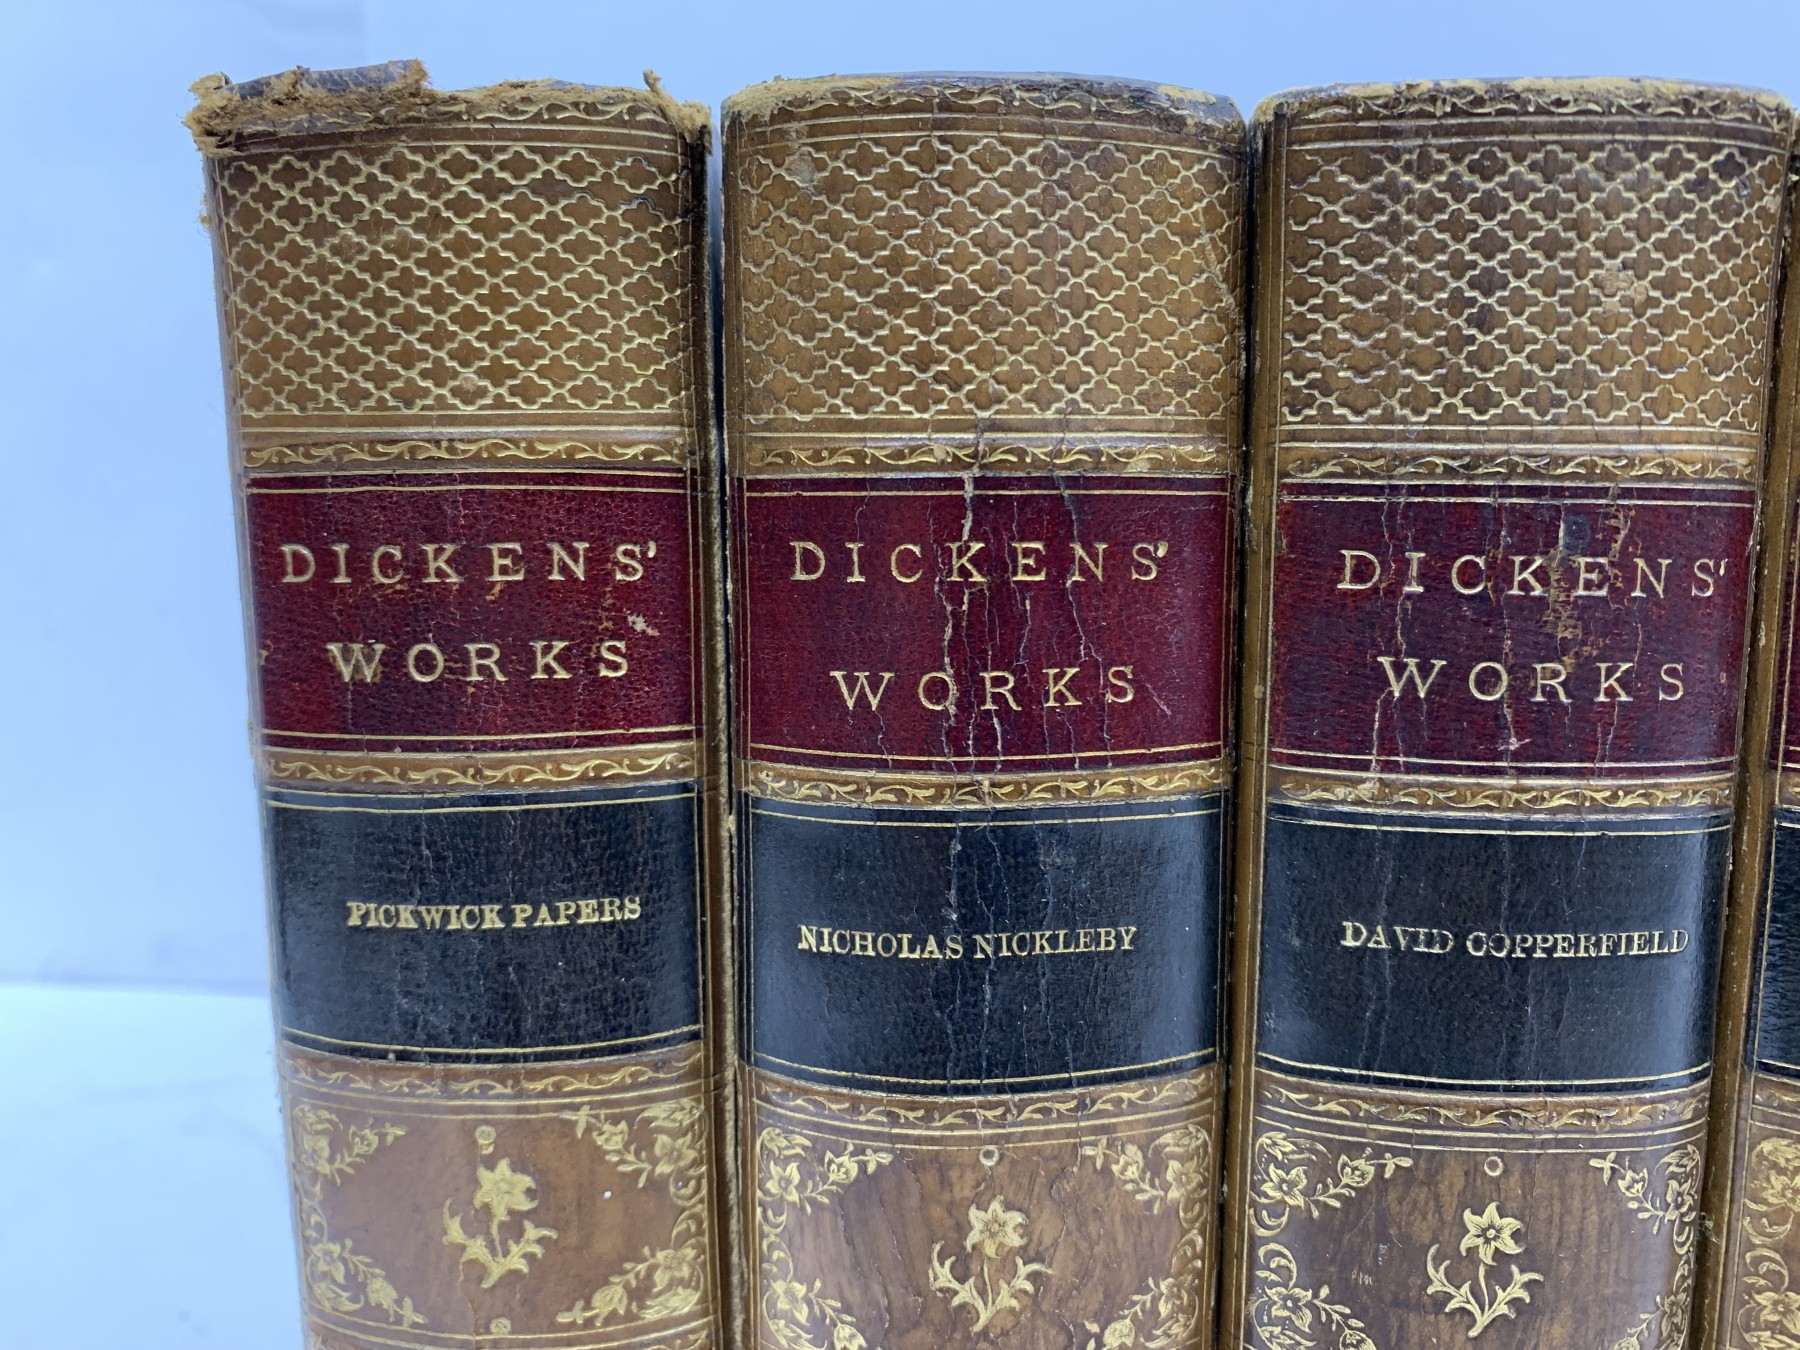 DICKENS'
WORKS
PICKWICK PAPERS
DICKENS'
WORKS
NICHOLAS NICKLEBY
DICKENS'
WORKS
DAVID COPPERFIELD